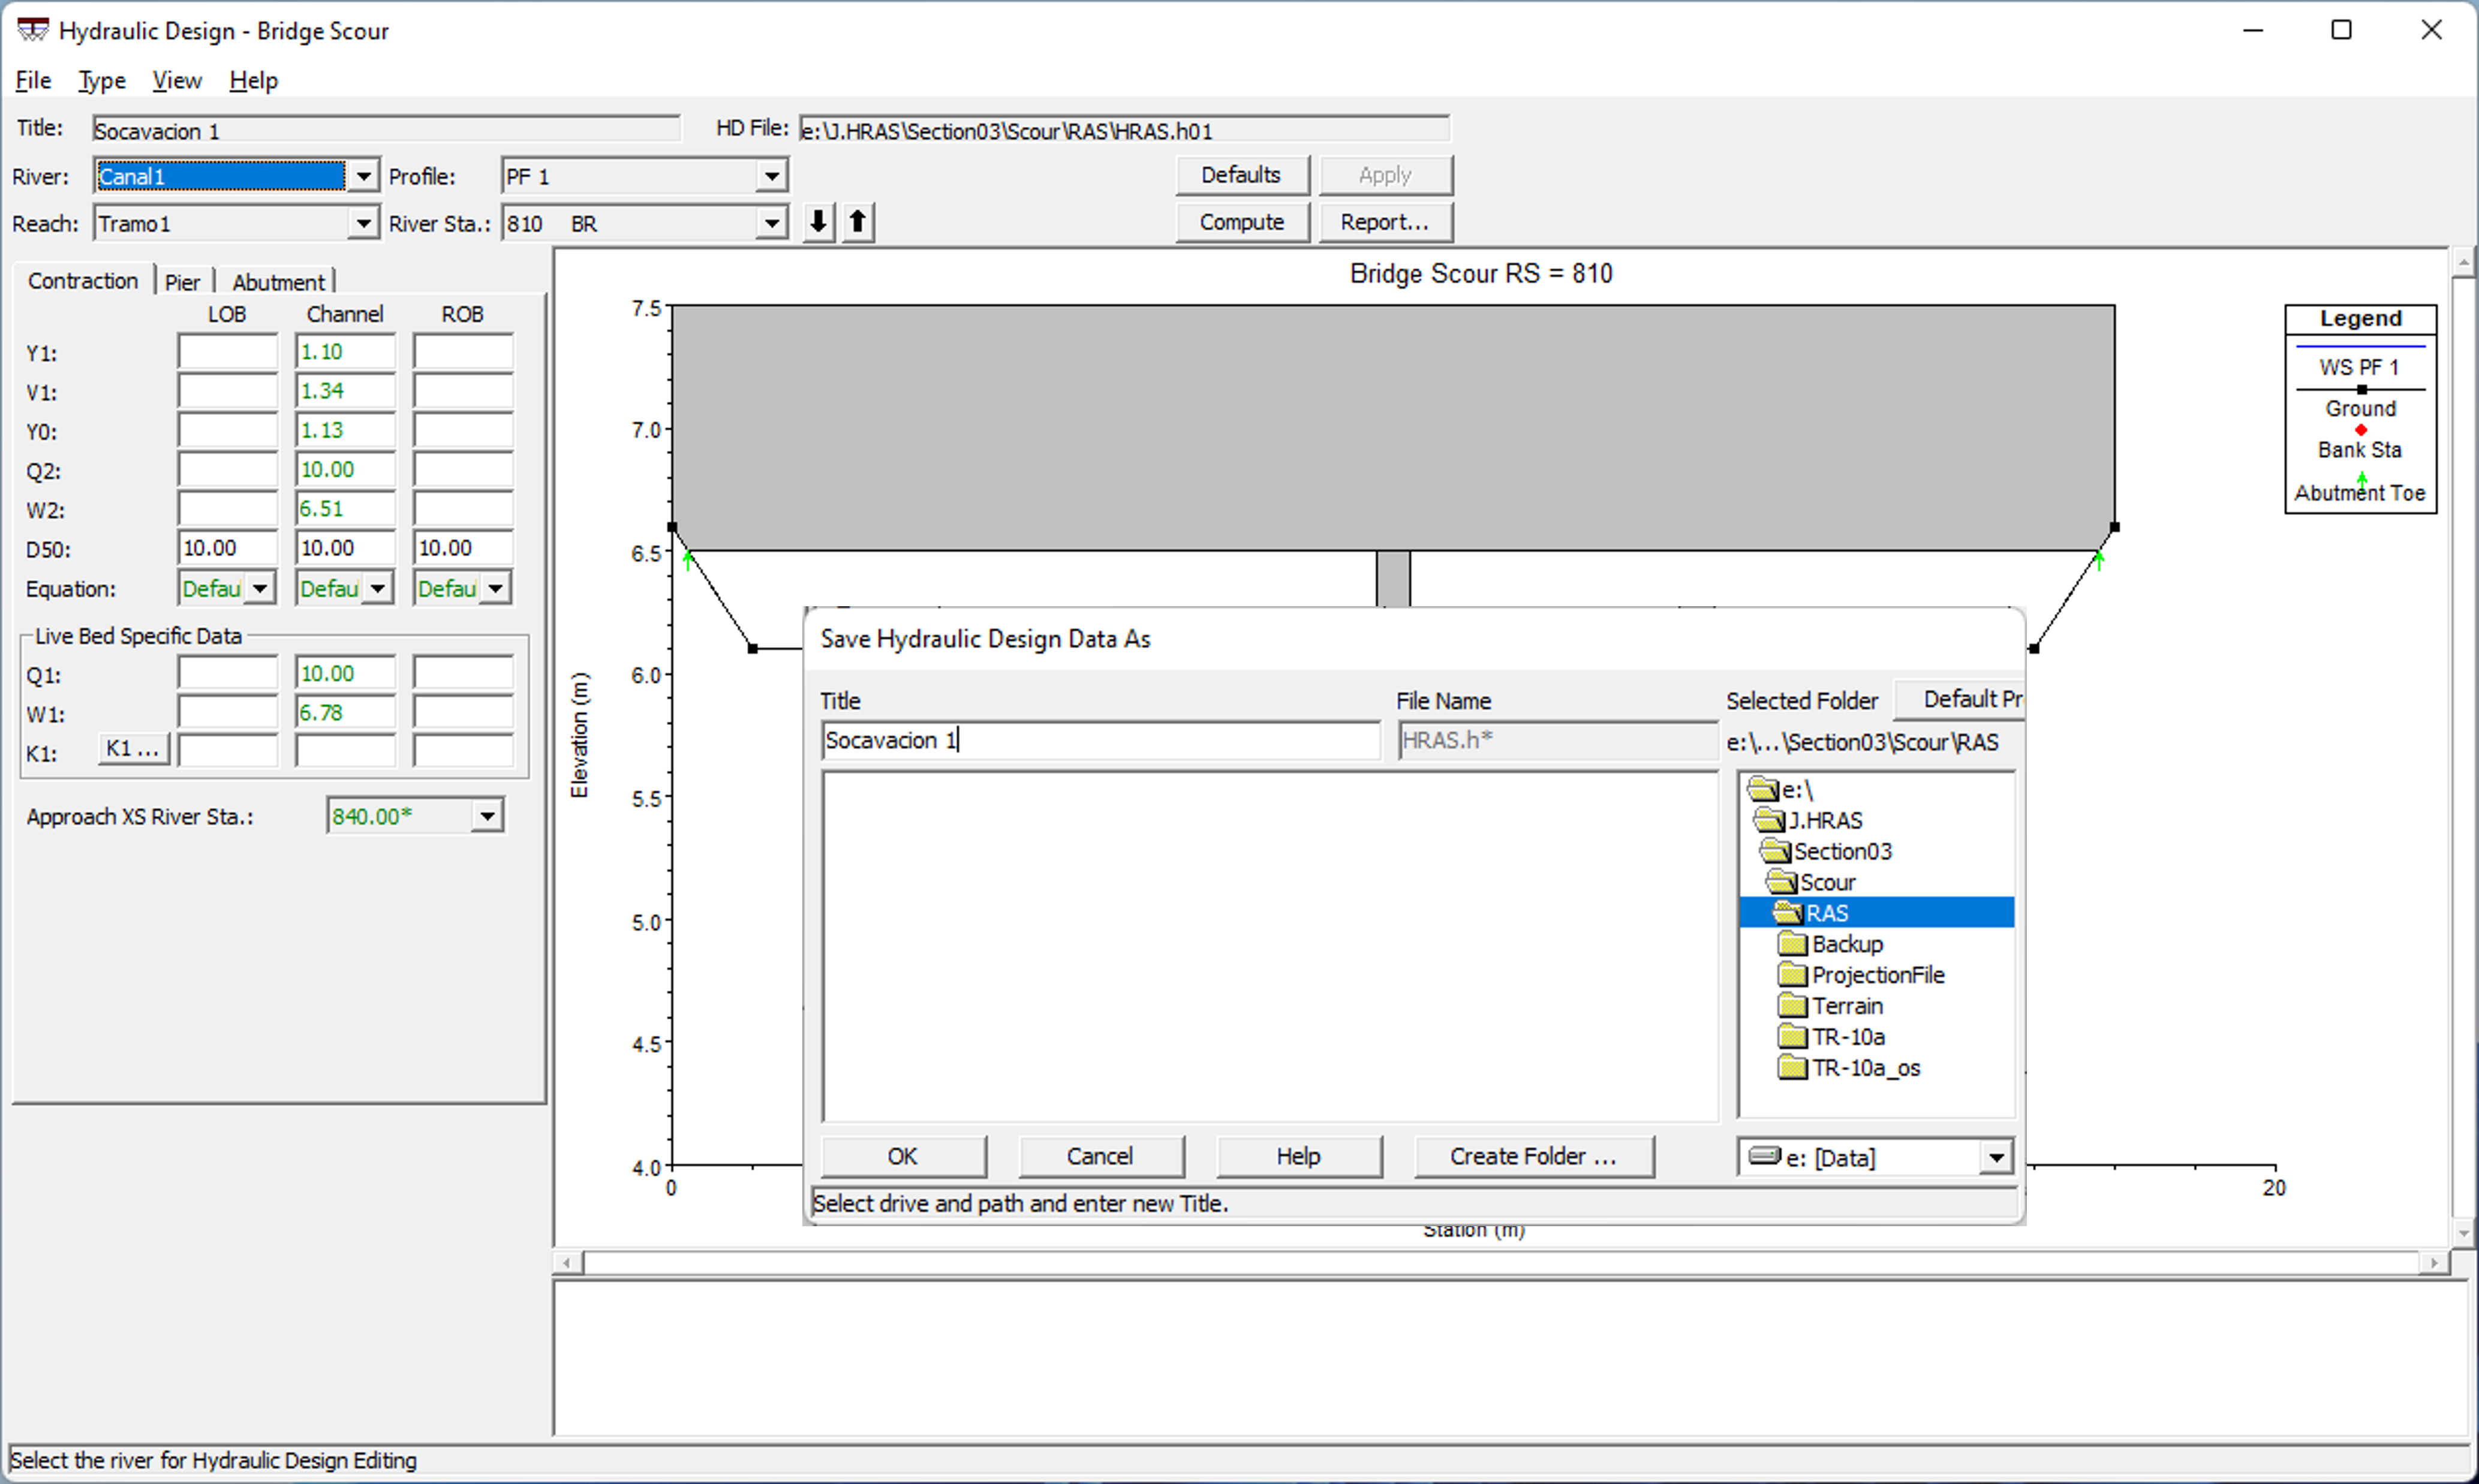 Hydraulic Design - Bridge Scour
File Type View Help
Title: Socavacion 1 HD File: e:\J.HRAS\Section03\Scour\RAS\HRAS.h01
River: Canal1 Profile: PF 1 Defaults Apply
Reach: Tramo1 River Sta.: 810 BR Compute Report...
Contraction Pier Abutment
LOB Channel ROB
Y1: 1.10
V1: 1.34
Y0: 1.13
Q2: 10.00
W2: 6.51
D50: 10.00 10.00 10.00
Equation: Defau Defau Defau
Live Bed Specific Data
Q1: 10.00
W1: 6.78
K1: K1 ...
Approach XS River Sta.: 840.00*
Bridge Scour RS = 810
7.5
7.0
6.5
6.0
5.5
5.0
4.5
4.0
Elevation (m)
0
20
Station (m)
Legend
WS PF 1
Ground
Bank Sta
Abutment Toe
Save Hydraulic Design Data As
Title File Name Selected Folder Default Pr
Socavacion 1 HRAS.h* e:\...\Section03\Scour\RAS
e:\
J.HRAS
Section03
Scour
RAS
Backup
ProjectionFile
Terrain
TR-10a
TR-10a_os
OK Cancel Help Create Folder ... e: [Data]
Select drive and path and enter new Title.
Select the river for Hydraulic Design Editing